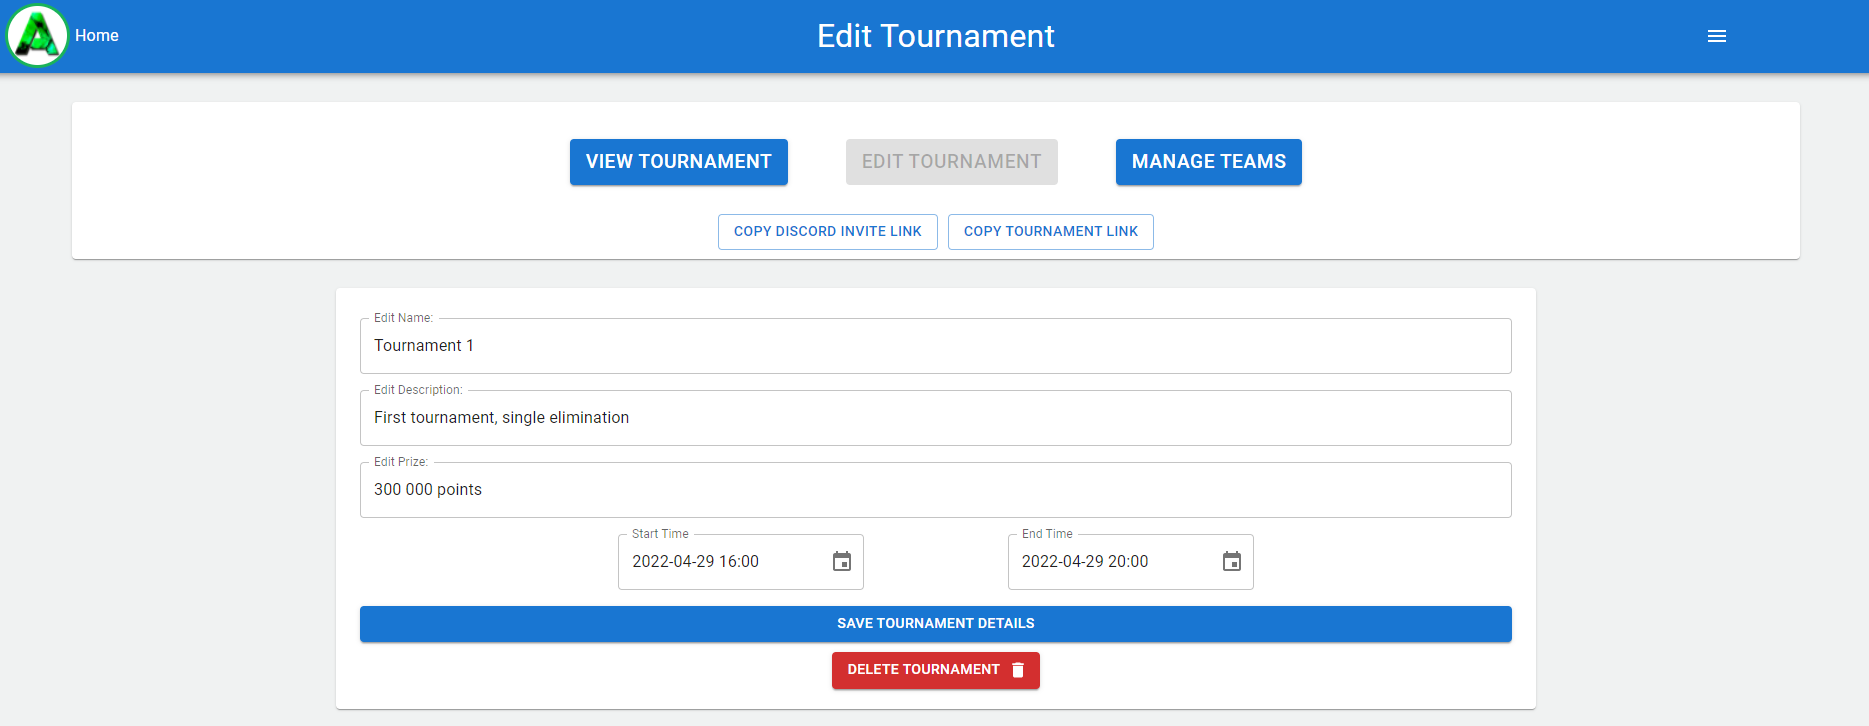 Home
Edit Tournament
VIEW TOURNAMENT
EDIT TOURNAMENT
MANAGE TEAMS
COPY DISCORD INVITE LINK
COPY TOURNAMENT LINK
Edit Name:
Tournament 1
Edit Description:
First tournament, single elimination
Edit Prize:
300 000 points
Start Time
2022-04-29 16:00
End Time
2022-04-29 20:00
SAVE TOURNAMENT DETAILS
DELETE TOURNAMENT